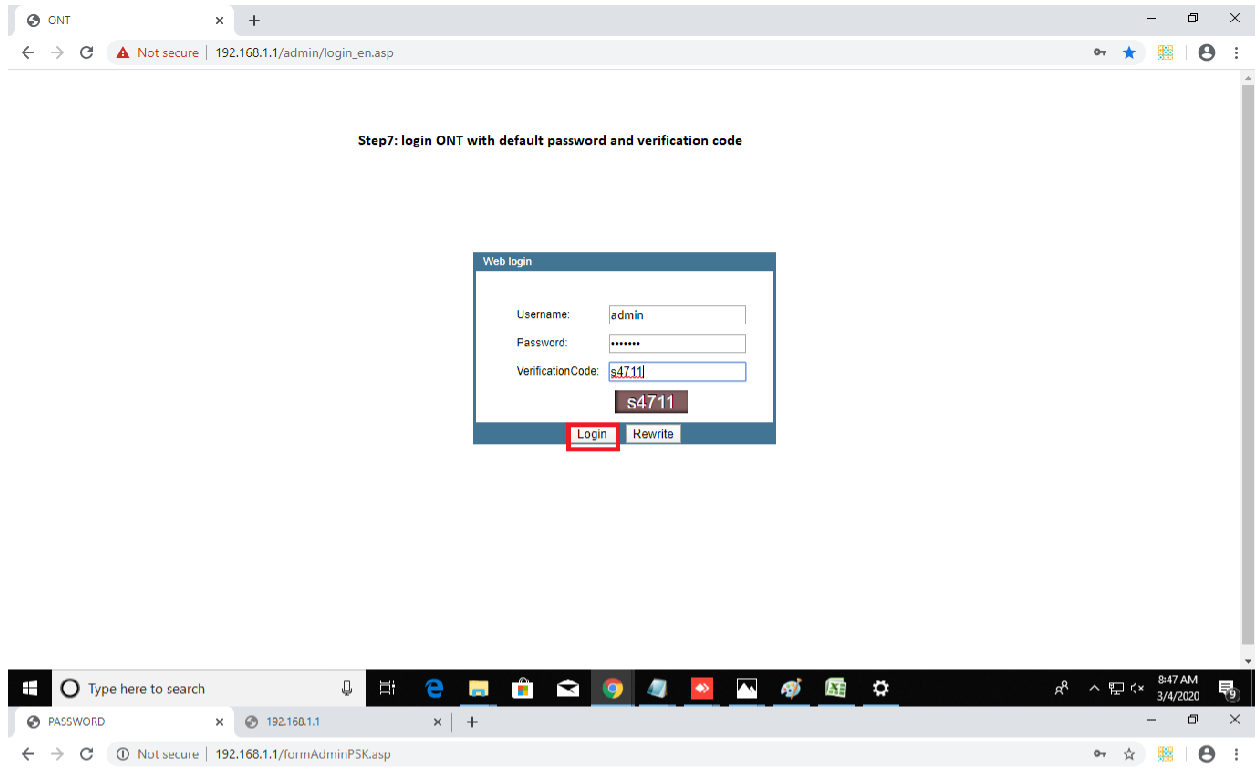 ONT
Not secure | 192.168.1.1/admin/login_en.asp
Step7: login ONT with default password and verification code
Web login
Username: admin
Password: •••••••
VerificationCode: s4711
s4711
Login Rewrite
Type here to search
8:47 AM
3/4/2020
9
PASSWORD 192.168.1.1
Not secure | 192.168.1.1/formAdminPSK.asp